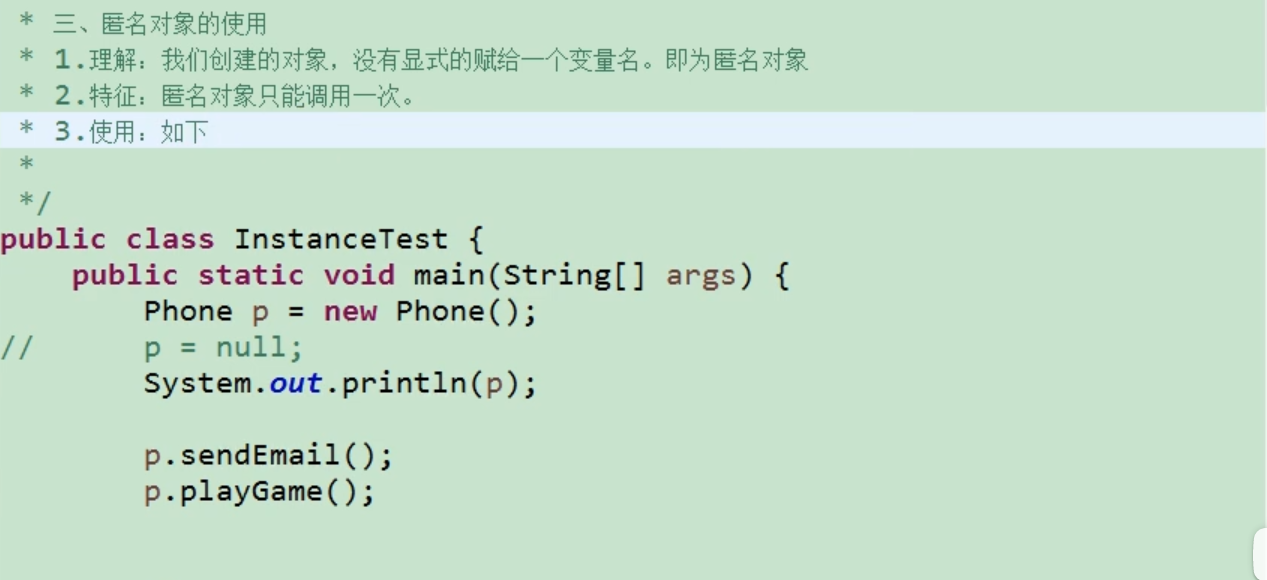 * 三、匿名对象的使用
* 1.理解：我们创建的对象，没有显式的赋给一个变量名。即为匿名对象
* 2.特征：匿名对象只能调用一次。
* 3.使用：如下
*
*/
public class InstanceTest {
public static void main(String[] args) {
Phone p = new Phone();
// p = null;
System.out.println(p);
p.sendEmail();
p.playGame();